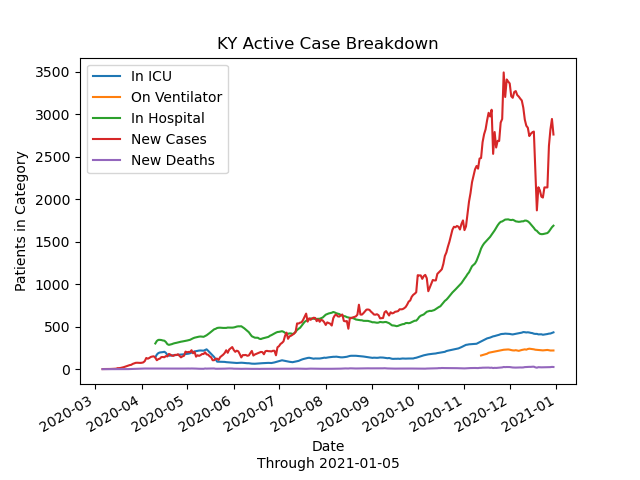 KY Active Case Breakdown
In ICU
On Ventilator
In Hospital
New Cases
New Deaths
Patients in Category
3500
3000
2500
2000
1500
1000
500
0
2020-03
2020-04
2020-05
2020-06
2020-07
2020-08
2020-09
2020-10
2020-11
2020-12
2021-01
Date
Through 2021-01-05